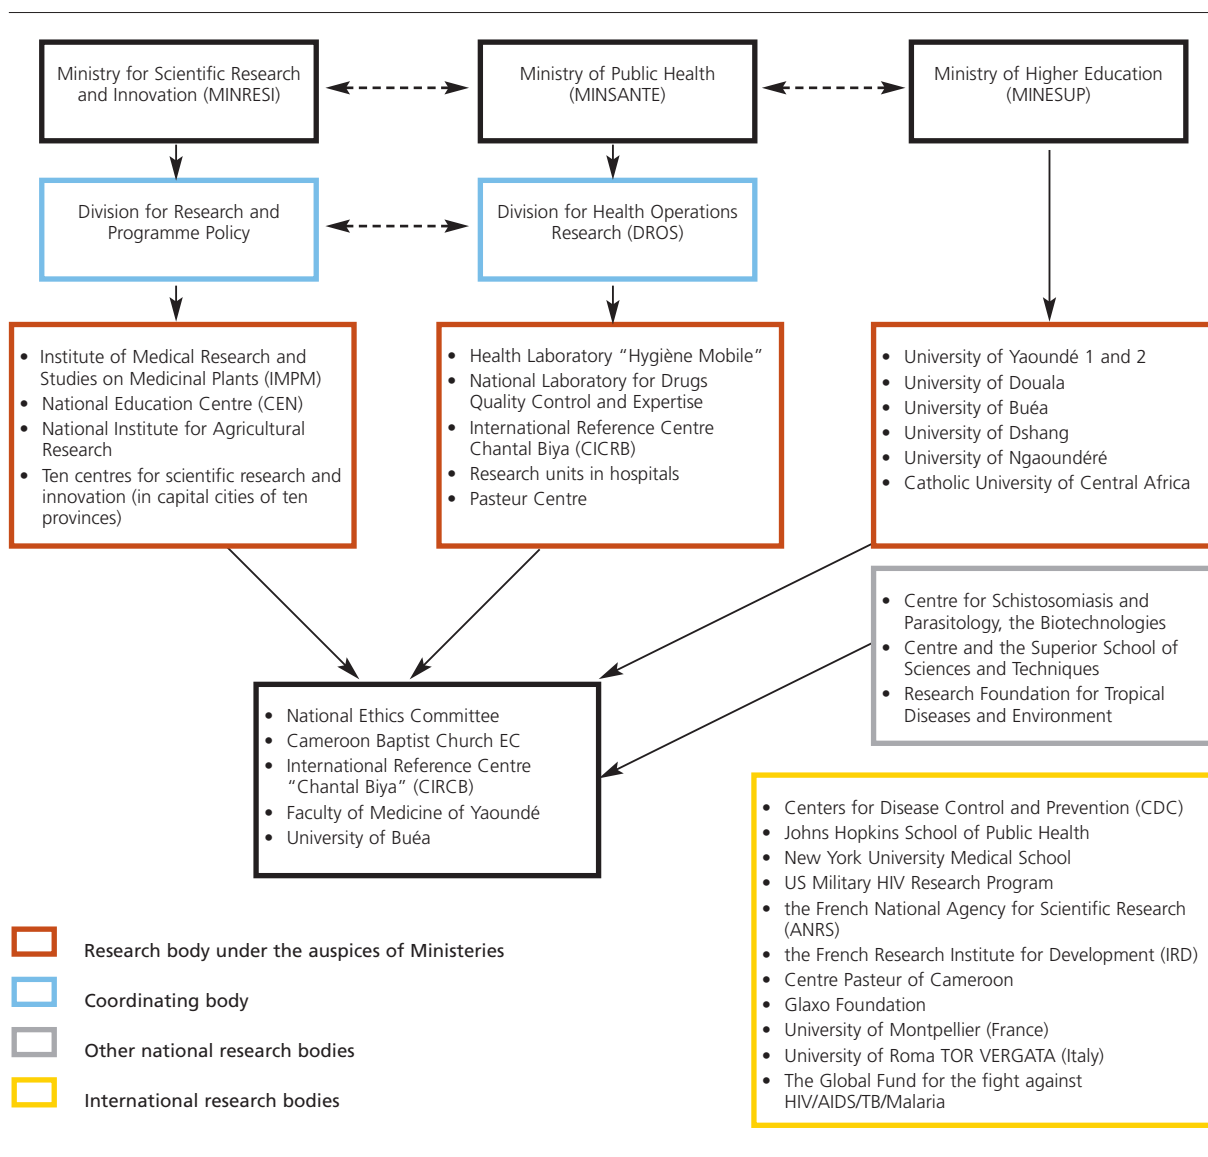 Ministry for Scientific Research
and Innovation (MINRESI)
Ministry of Public Health
(MINSANTE)
Ministry of Higher Education
(MINESUP)
Division for Research and
Programme Policy
Division for Health Operations
Research (DROS)
• Institute of Medical Research and
Studies on Medicinal Plants (IMPM)
• National Education Centre (CEN)
• National Institute for Agricultural
Research
• Ten centres for scientific research and
innovation (in capital cities of ten
provinces)
• Health Laboratory “Hygiène Mobile”
• National Laboratory for Drugs
Quality Control and Expertise
• International Reference Centre
Chantal Biya (CICRB)
• Research units in hospitals
• Pasteur Centre
• University of Yaoundé 1 and 2
• University of Douala
• University of Buéa
• University of Dshang
• University of Ngaoundéré
• Catholic University of Central Africa
• Centre for Schistosomiasis and
Parasitology, the Biotechnologies
• Centre and the Superior School of
Sciences and Techniques
• Research Foundation for Tropical
Diseases and Environment
• National Ethics Committee
• Cameroon Baptist Church EC
• International Reference Centre
“Chantal Biya” (CIRCB)
• Faculty of Medicine of Yaoundé
• University of Buéa
• Centers for Disease Control and Prevention (CDC)
• Johns Hopkins School of Public Health
• New York University Medical School
• US Military HIV Research Program
• the French National Agency for Scientific Research
(ANRS)
• the French Research Institute for Development (IRD)
• Centre Pasteur of Cameroon
• Glaxo Foundation
• University of Montpellier (France)
• University of Roma TOR VERGATA (Italy)
• The Global Fund for the fight against
HIV/AIDS/TB/Malaria
Research body under the auspices of Ministeries
Coordinating body
Other national research bodies
International research bodies